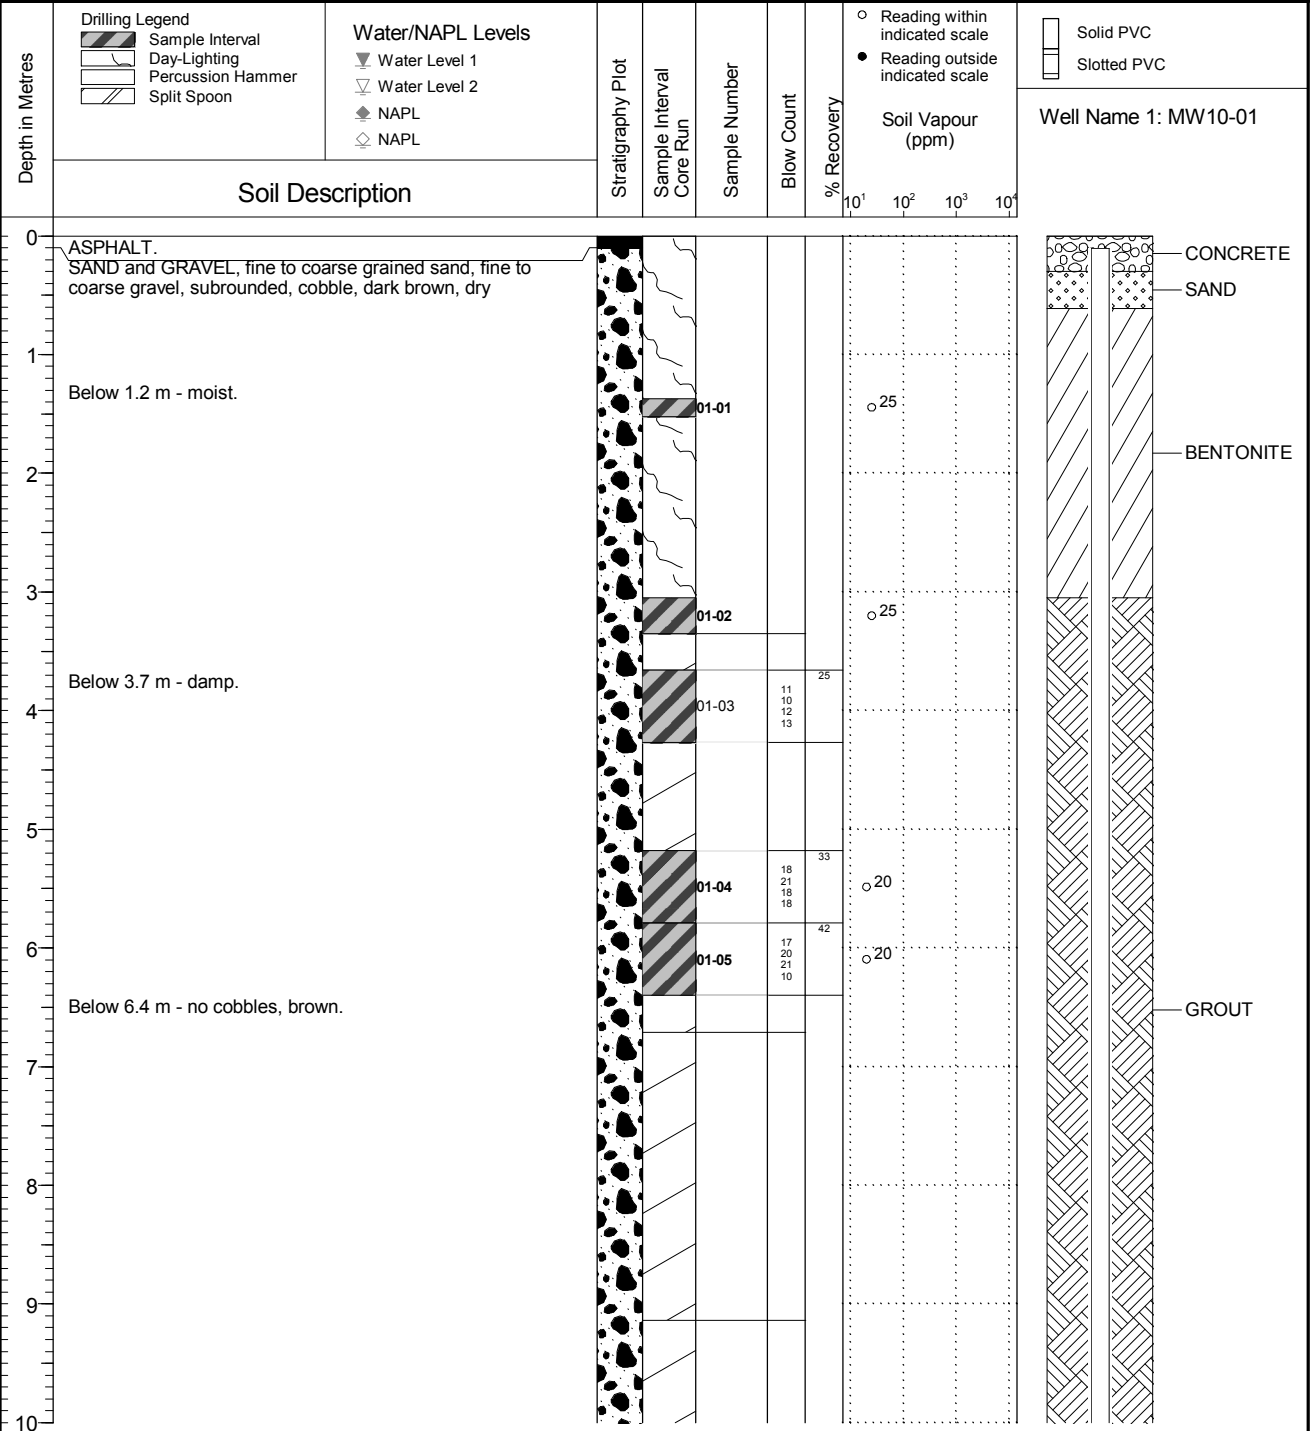 Depth in Metres
Drilling Legend
Sample Interval
Day-Lighting
Percussion Hammer
Split Spoon
Water/NAPL Levels
Water Level 1
Water Level 2
NAPL
NAPL
Soil Description
Stratigraphy Plot
Sample Interval
Core Run
Sample Number
Blow Count
% Recovery
Reading within
indicated scale
Reading outside
indicated scale
Soil Vapour
(ppm)
10¹ 10² 10³ 10⁴
Solid PVC
Slotted PVC
Well Name 1: MW10-01
0
ASPHALT.
SAND and GRAVEL, fine to coarse grained sand, fine to
coarse gravel, subrounded, cobble, dark brown, dry
CONCRETE
SAND
1
Below 1.2 m - moist.
01-01
25
BENTONITE
2
3
01-02
25
Below 3.7 m - damp.
25
01-03
11
10
12
13
4
5
33
01-04
18
21
18
18
20
42
6
01-05
17
20
21
10
20
Below 6.4 m - no cobbles, brown.
GROUT
7
8
9
10